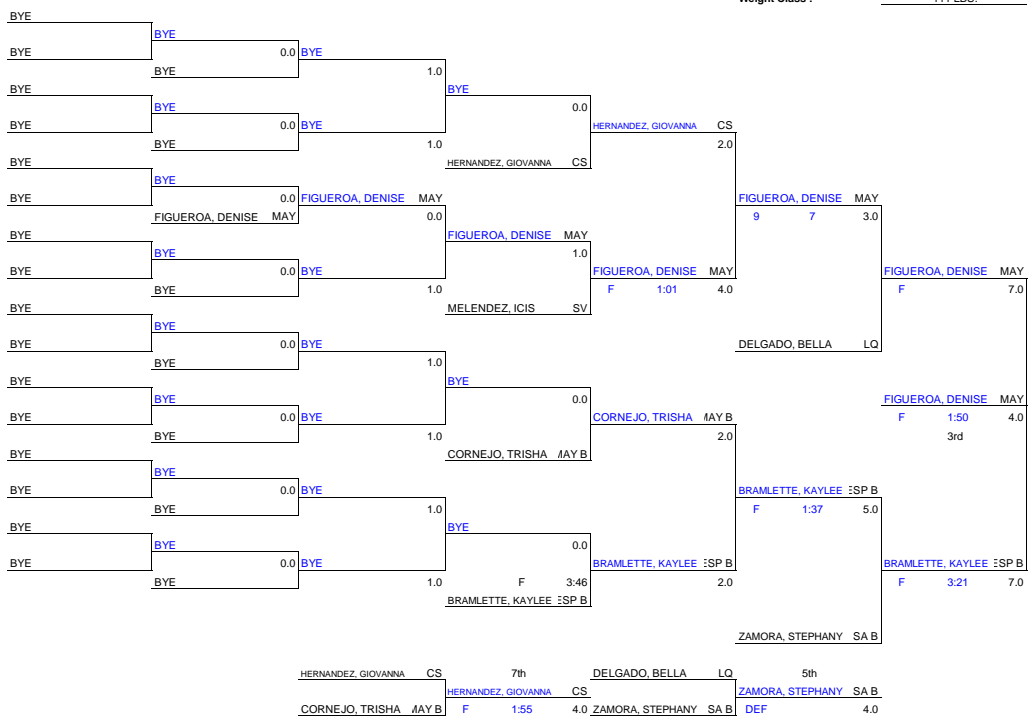 BYE
BYE
BYE 0.0 BYE
BYE 1.0
BYE BYE
BYE 0.0
BYE 0.0 BYE HERNANDEZ, GIOVANNA CS
BYE 1.0 2.0
BYE HERNANDEZ, GIOVANNA CS
BYE
BYE 0.0 FIGUEROA, DENISE MAY FIGUEROA, DENISE MAY
FIGUEROA, DENISE MAY 0.0 9 7 3.0
BYE FIGUEROA, DENISE MAY
BYE 1.0
BYE 0.0 BYE FIGUEROA, DENISE MAY FIGUEROA, DENISE MAY
BYE 1.0 F 1:01 4.0 F 7.0
BYE MELENDEZ, ICIS SV
BYE
BYE 0.0 BYE DELGADO, BELLA LQ
BYE 1.0
BYE BYE
BYE 0.0 FIGUEROA, DENISE MAY
BYE 0.0 BYE CORNEJO, TRISHA MAY B F 1:50 4.0
BYE 1.0 2.0 3rd
BYE CORNEJO, TRISHA MAY B
BYE
BYE 0.0 BYE BRAMLETTE, KAYLEE ESP B
BYE 1.0 F 1:37 5.0
BYE BYE
BYE 0.0
BYE 0.0 BYE BRAMLETTE, KAYLEE ESP B BRAMLETTE, KAYLEE ESP B
BYE 1.0 F 3:46 2.0 F 3:21 7.0
BRAMLETTE, KAYLEE ESP B
ZAMORA, STEPHANY SA B
HERNANDEZ, GIOVANNA CS 7th DELGADO, BELLA LQ 5th
HERNANDEZ, GIOVANNA CS ZAMORA, STEPHANY SA B
CORNEJO, TRISHA MAY B F 1:55 4.0 ZAMORA, STEPHANY SA B DEF 4.0